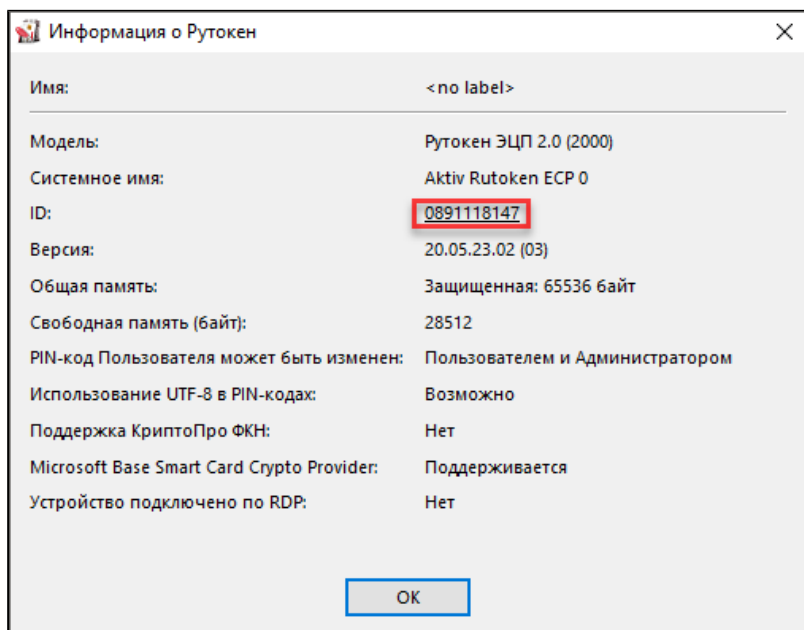 Информация о Рутокен
Имя: <no label>
Модель: Рутокен ЭЦП 2.0 (2000)
Системное имя: Aktiv Rutoken ECP 0
ID: 0891118147
Версия: 20.05.23.02 (03)
Общая память: Защищенная: 65536 байт
Свободная память (байт): 28512
PIN-код Пользователя может быть изменен: Пользователем и Администратором
Использование UTF-8 в PIN-кодах: Возможно
Поддержка КриптоПро ФКН: Нет
Microsoft Base Smart Card Crypto Provider: Поддерживается
Устройство подключено по RDP: Нет
ОК